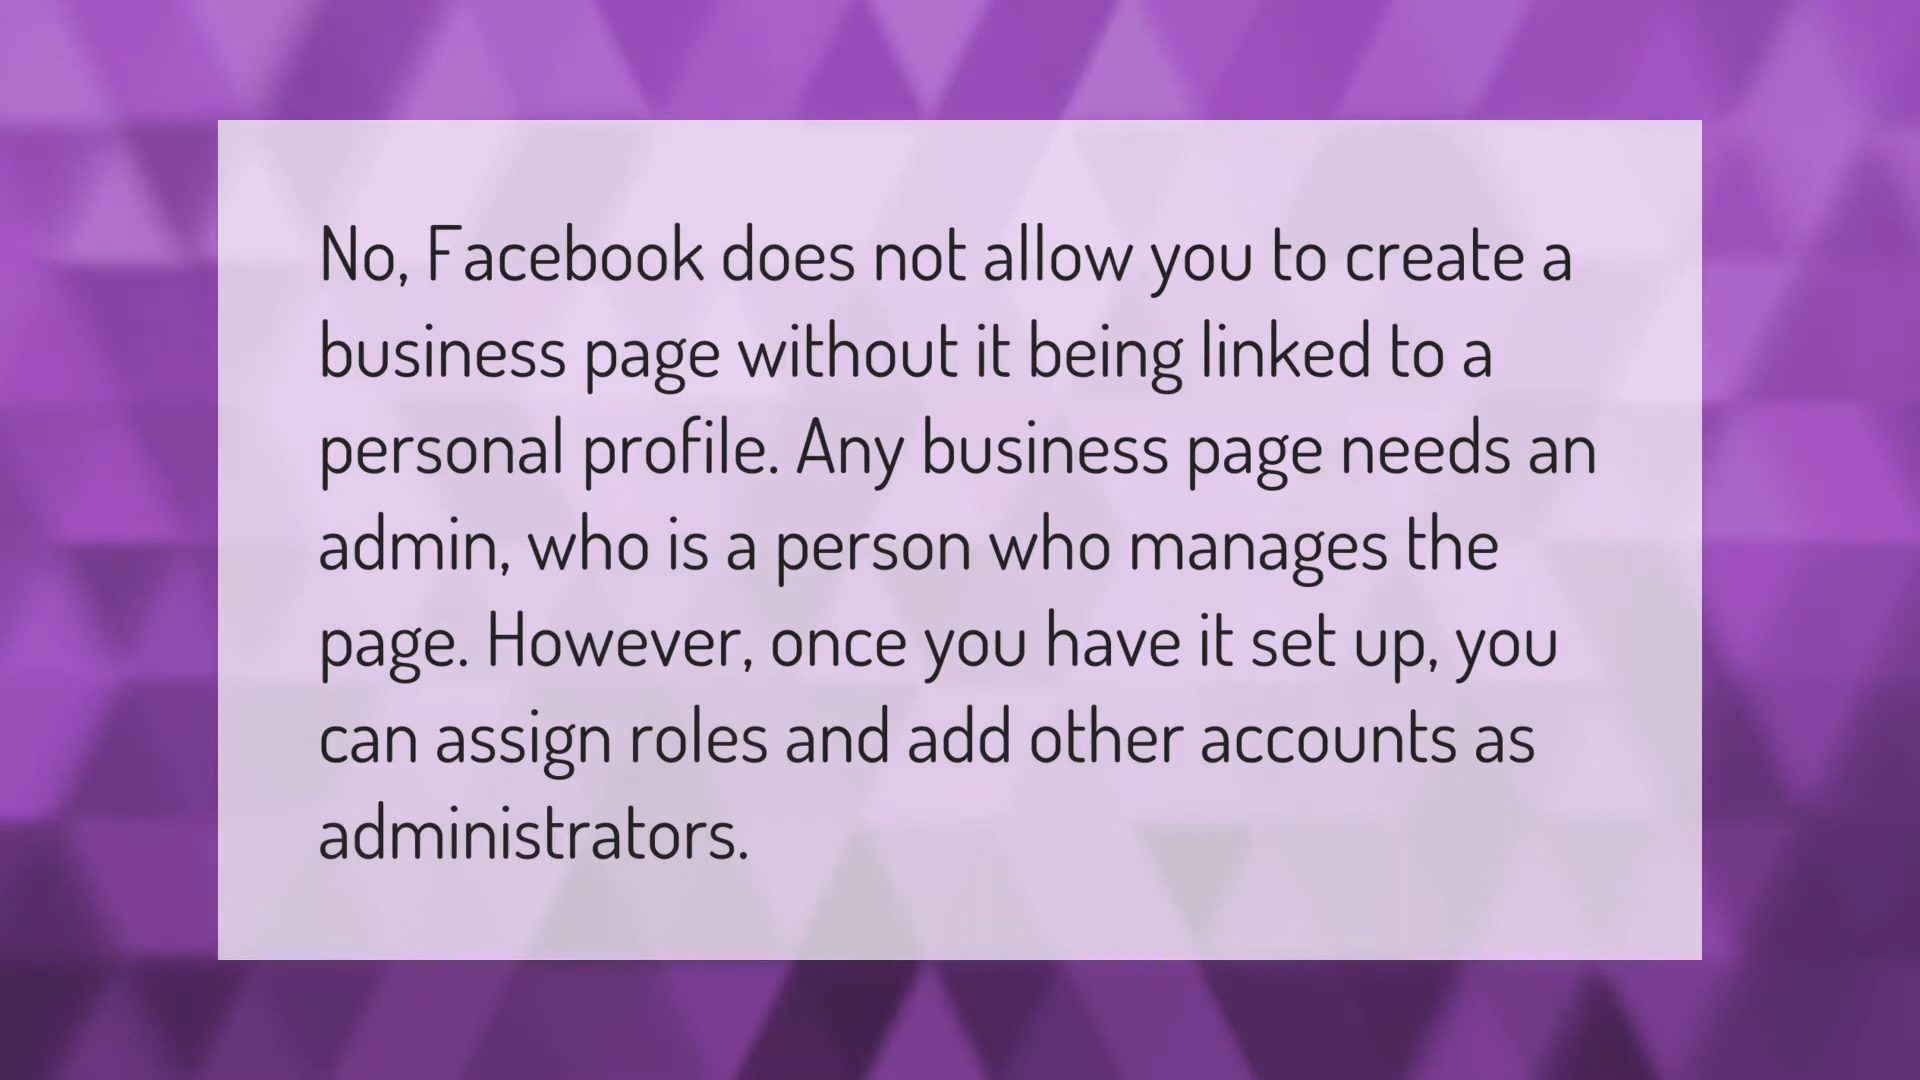 No, Facebook does not allow you to create a
business page without it being linked to a
personal profile. Any business page needs an
admin, who is a person who manages the
page. However, once you have it set up, you
can assign roles and add other accounts as
administrators.